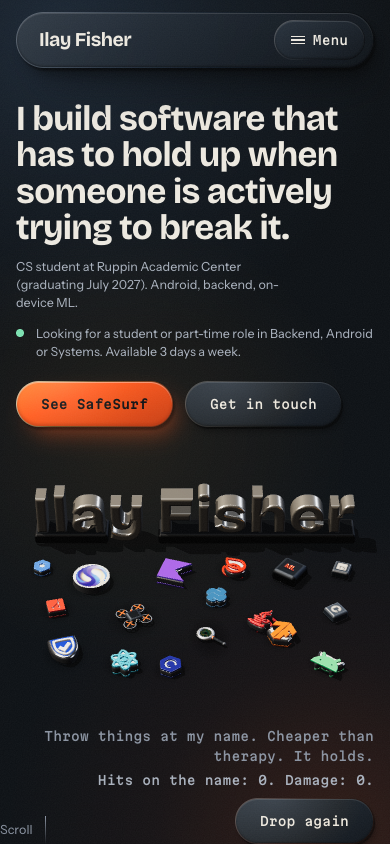 Ilay Fisher
Menu
I build software that
has to hold up when
someone is actively
trying to break it.
CS student at Ruppin Academic Center
(graduating July 2027). Android, backend, on-
device ML.
Looking for a student or part-time role in Backend, Android
or Systems. Available 3 days a week.
See SafeSurf
Get in touch
Ilay Fisher
Throw things at my name. Cheaper than
therapy. It holds.
Hits on the name: 0. Damage: 0.
Scroll
Drop again